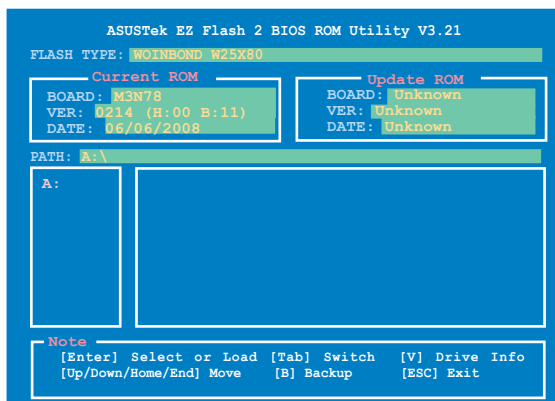 ASUSTek EZ Flash 2 BIOS ROM Utility V3.21
FLASH TYPE: WOINBOND W25X80
Current ROM
BOARD: M3N78
VER: 0214 (H:00 B:11)
DATE: 06/06/2008
Update ROM
BOARD: Unknown
VER: Unknown
DATE: Unknown
PATH: A:\
A:
Note
[Enter] Select or Load [Tab] Switch [V] Drive Info
[Up/Down/Home/End] Move [B] Backup [ESC] Exit